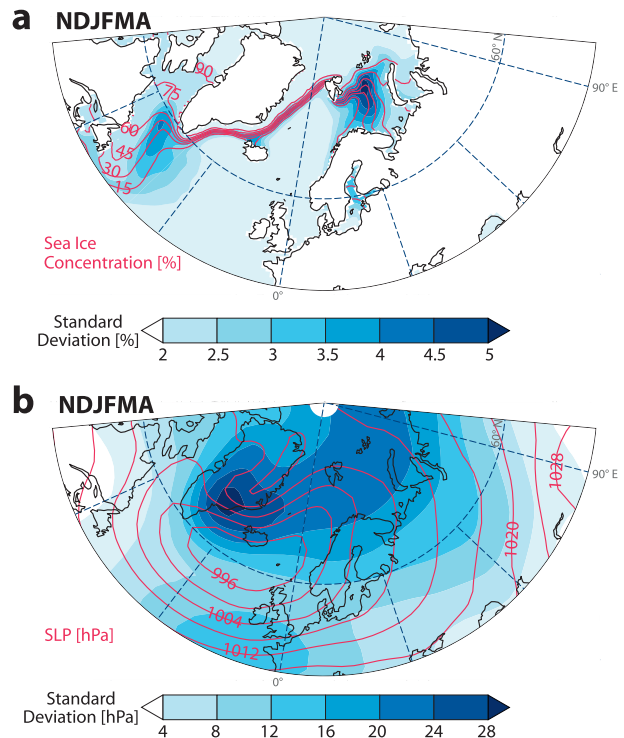 a NDJFMA
60° N
90° E
90
75
60
45
30
15
Sea Ice
Concentration [%]
0°
Standard
Deviation [%]
2 2.5 3 3.5 4 4.5 5
b NDJFMA
60° N
90° E
1028
1020
996
1004
1012
SLP [hPa]
0°
Standard
Deviation [hPa]
4 8 12 16 20 24 28